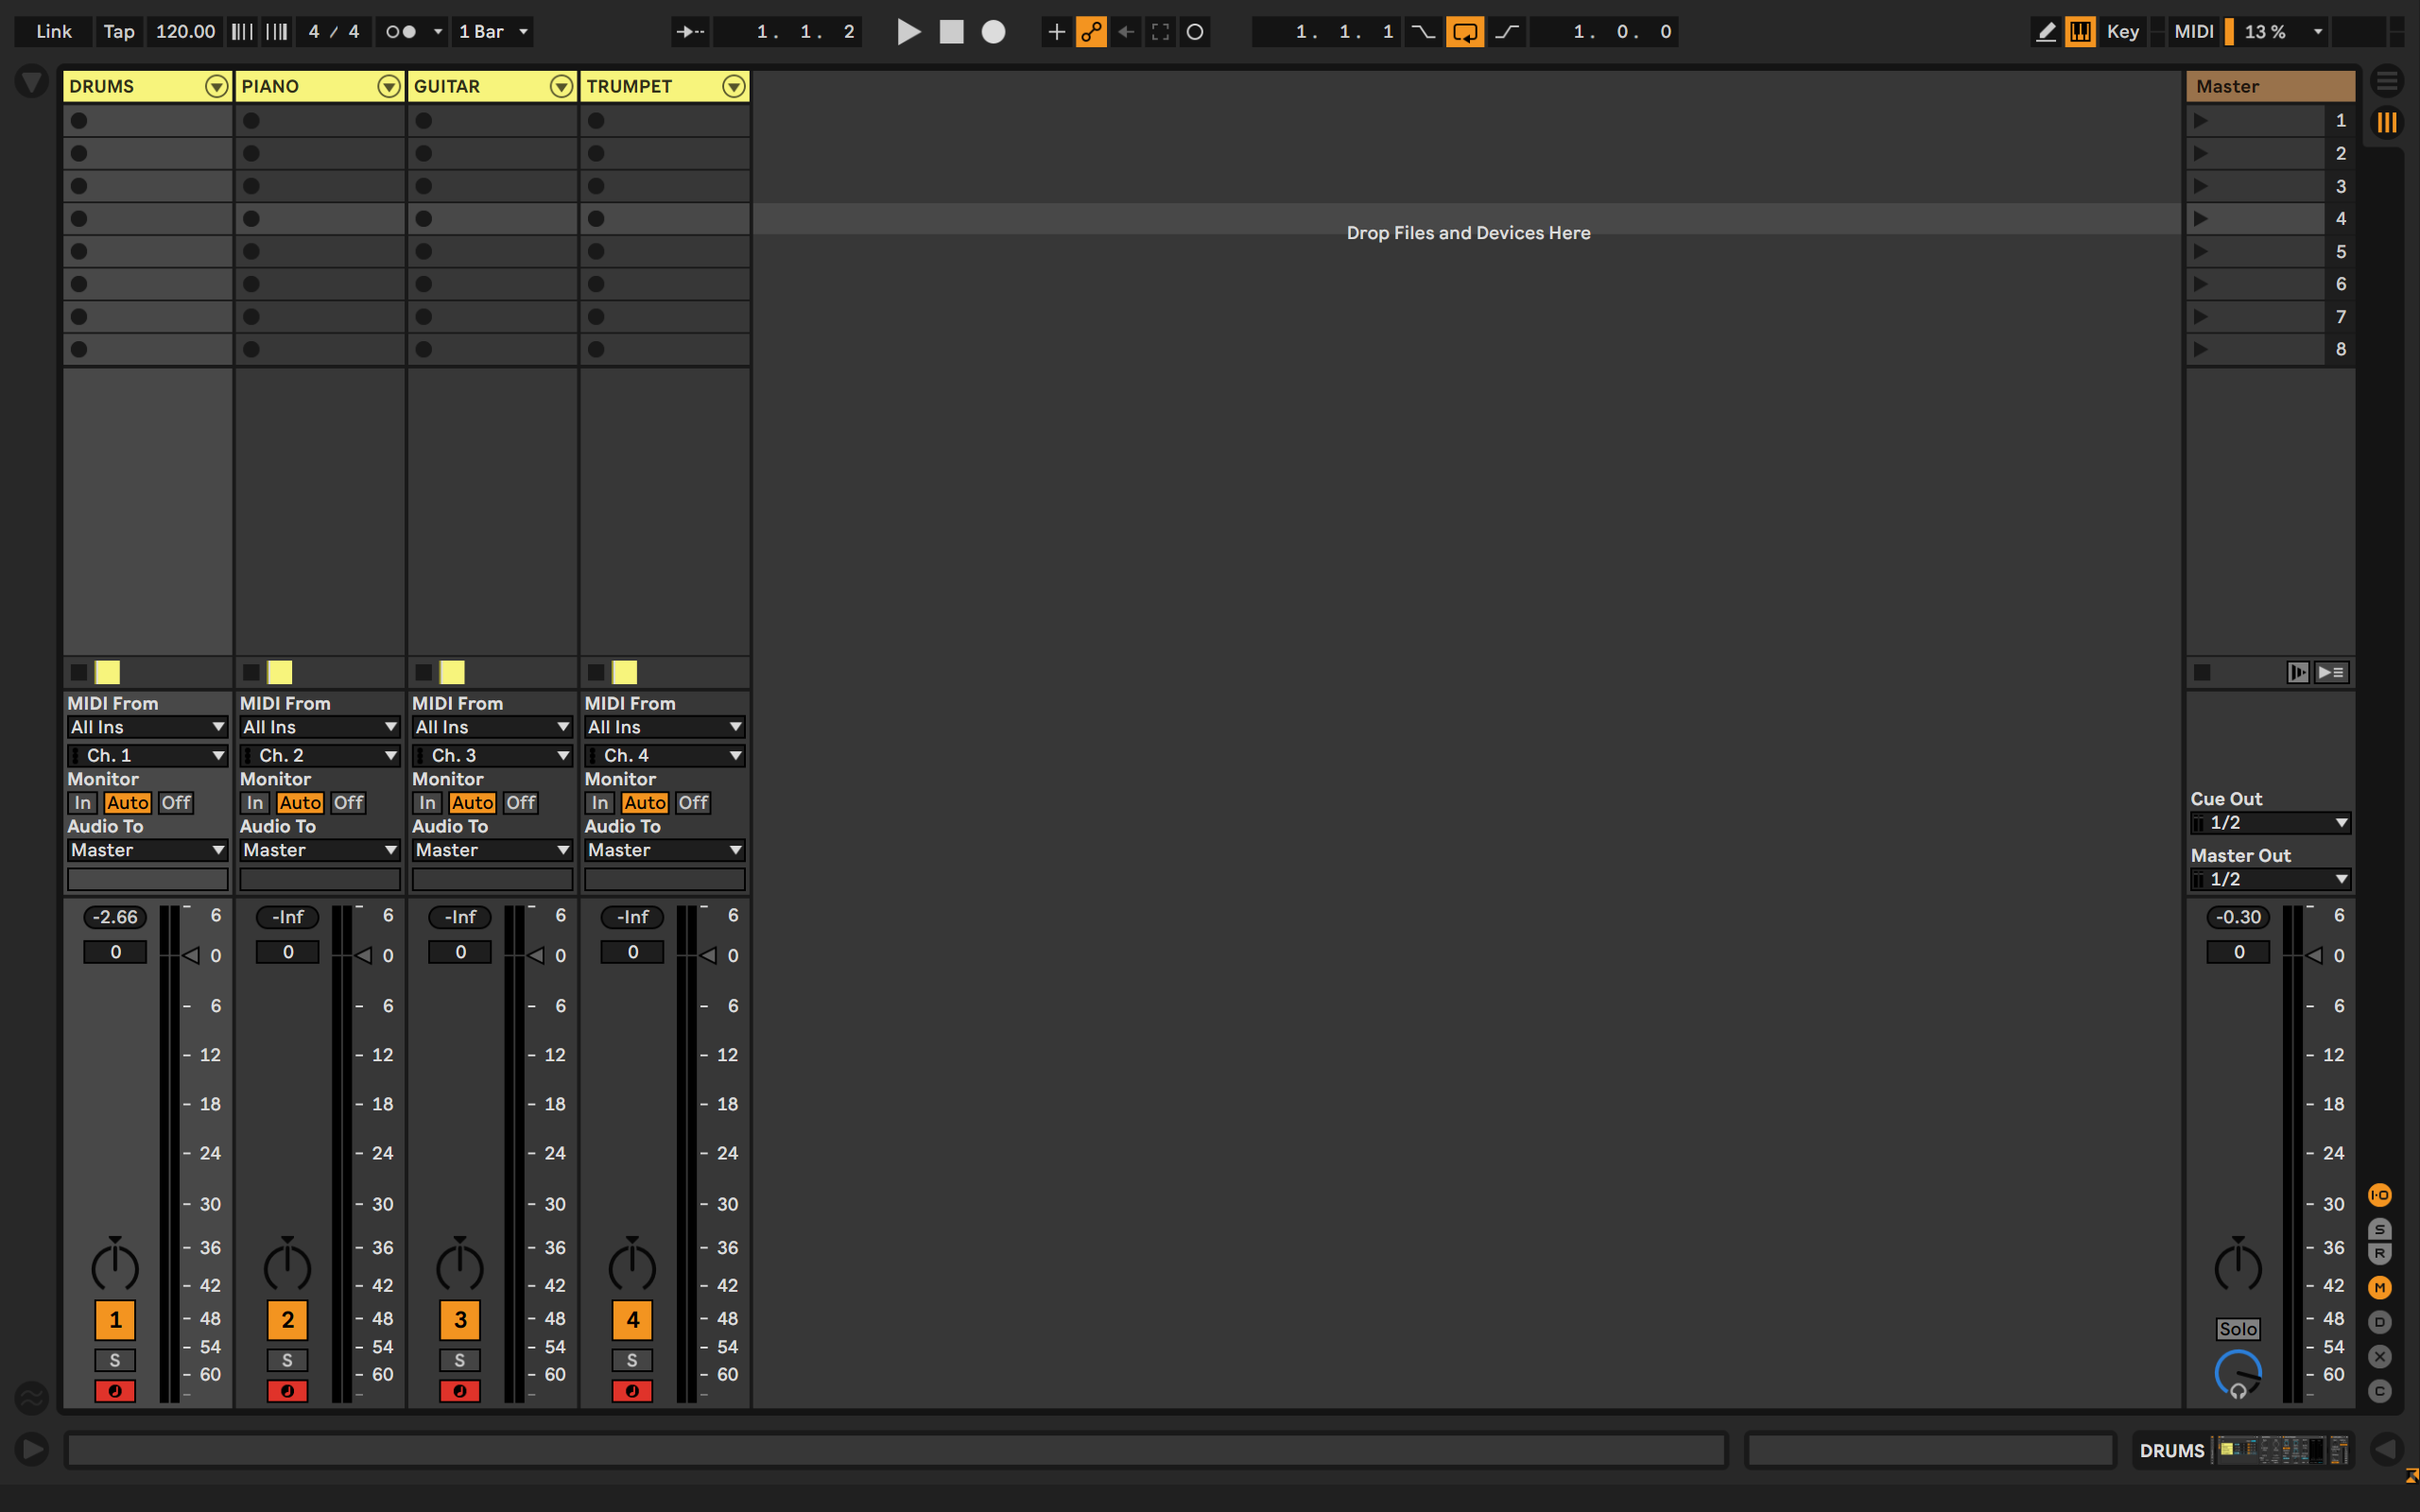 Link Tap 120.00 4 / 4 1 Bar 1. 1. 2 1. 1. 1 1. 0. 0 Key MIDI 13 %
DRUMS PIANO GUITAR TRUMPET Master
1
2
3
4
Drop Files and Devices Here
5
6
7
8
MIDI From MIDI From MIDI From MIDI From
All Ins All Ins All Ins All Ins
Ch. 1 Ch. 2 Ch. 3 Ch. 4
Monitor Monitor Monitor Monitor
In Auto Off In Auto Off In Auto Off In Auto Off
Cue Out
Audio To Audio To Audio To Audio To
1/2
Master Master Master Master
Master Out
1/2
-2.66 6 -Inf 6 -Inf 6 -Inf 6 -0.30 6
0 0 0 0 0 0 0 0 0 0
6 6 6 6 6
12 12 12 12 12
18 18 18 18 18
24 24 24 24 24
30 30 30 30 30
I·O
S
R
36 36 36 36 36
42 42 42 42 42
M
1 48 2 48 3 48 4 48 48
Solo D
54 54 54 54 54
S S S S
60 60 60 60 60
C
DRUMS